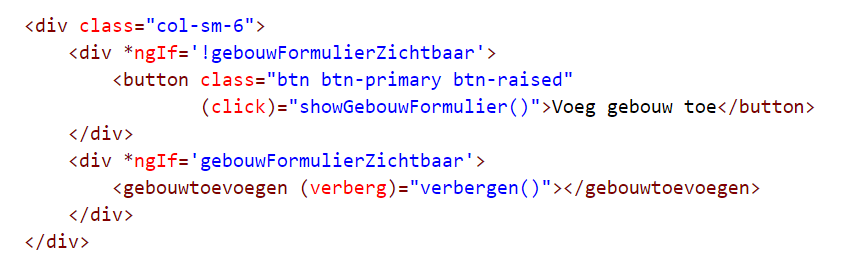 <div class="col-sm-6">
    <div *ngIf='!gebouwFormulierZichtbaar'>
        <button class="btn btn-primary btn-raised"
                (click)="showGebouwFormulier()">Voeg gebouw toe</button>
    </div>
    <div *ngIf='gebouwFormulierZichtbaar'>
        <gebouwtoevoegen (verberg)="verbergen()"></gebouwtoevoegen>
    </div>
</div>